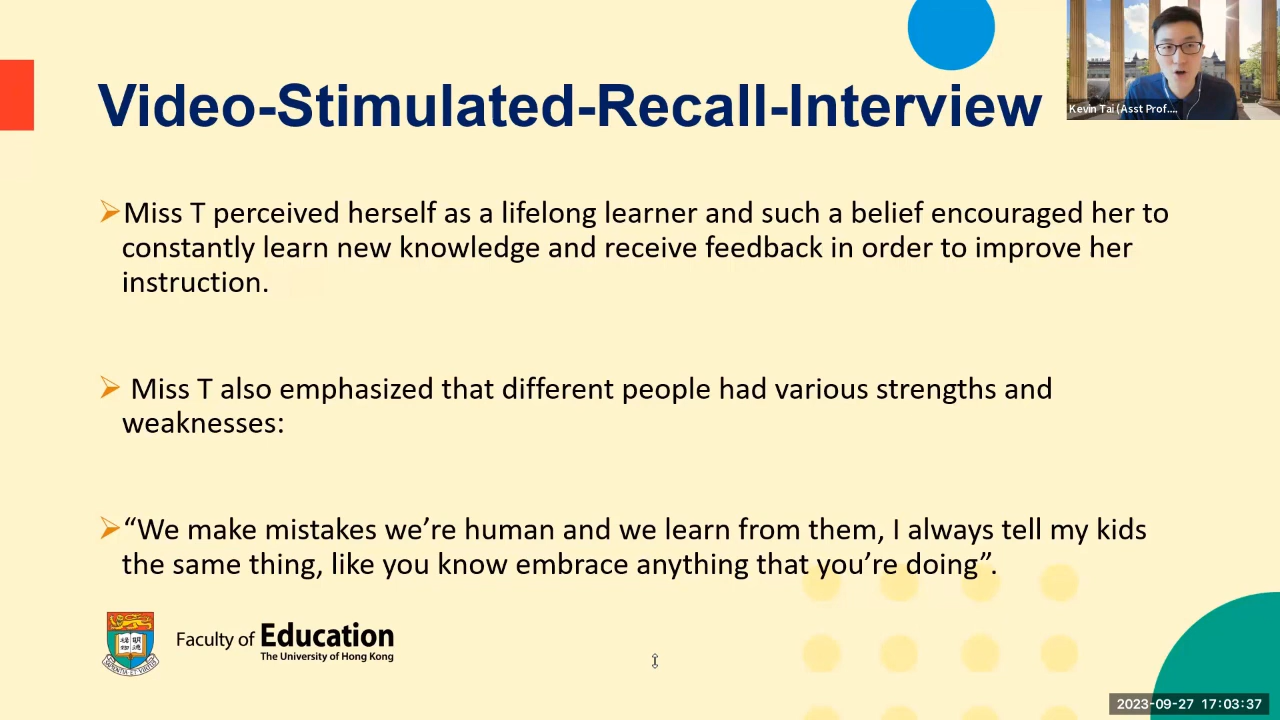 Video-Stimulated-Recall-Interview
Kevin Tai (Asst Prof....
➢Miss T perceived herself as a lifelong learner and such a belief encouraged her to
constantly learn new knowledge and receive feedback in order to improve her
instruction.
➢ Miss T also emphasized that different people had various strengths and
weaknesses:
➢“We make mistakes we’re human and we learn from them, I always tell my kids
the same thing, like you know embrace anything that you’re doing”.
Faculty of Education
The University of Hong Kong
2023-09-27 17:03:37